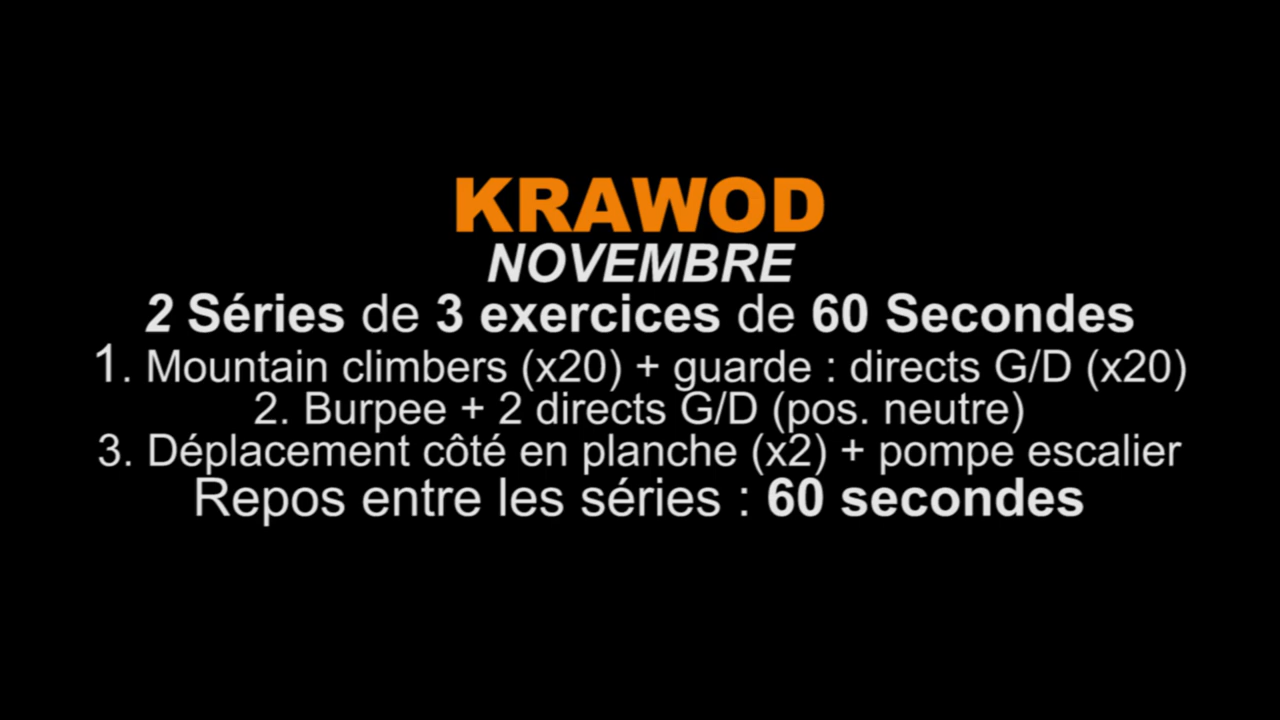 KRAWOD
NOVEMBRE
2 Séries de 3 exercices de 60 Secondes
1. Mountain climbers (x20) + guarde : directs G/D (x20)
2. Burpee + 2 directs G/D (pos. neutre)
3. Déplacement côté en planche (x2) + pompe escalier
Repos entre les séries : 60 secondes